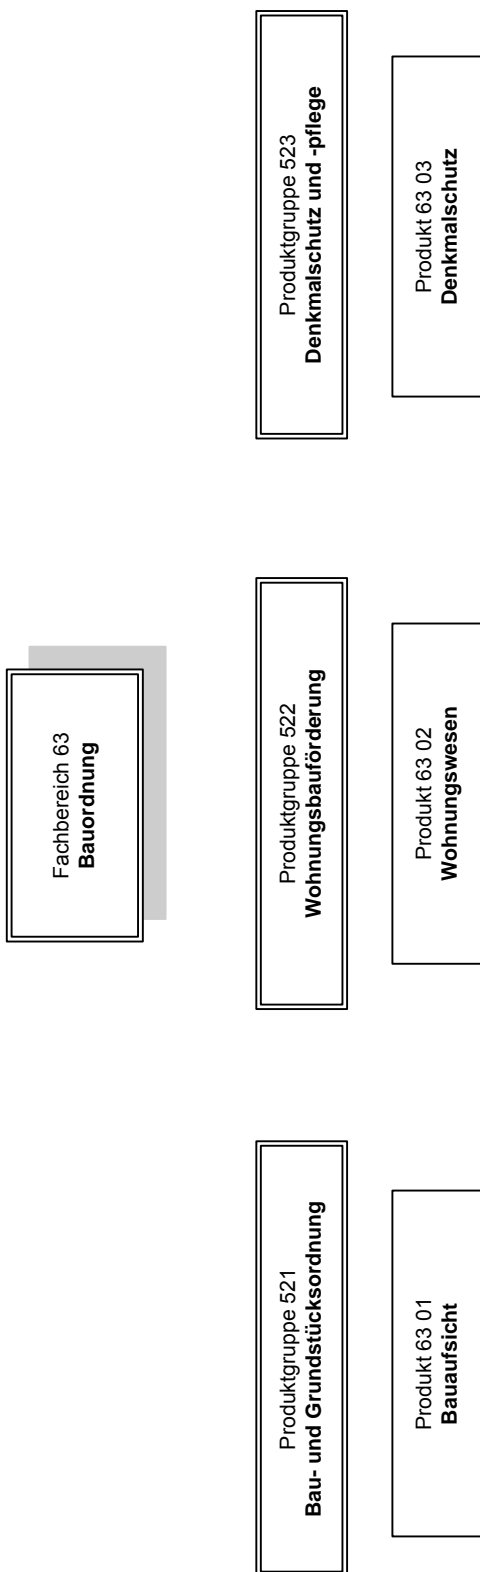 Fachbereich 63
Bauordnung
Produktgruppe 521
Bau- und Grundstücksordnung
Produktgruppe 522
Wohnungsbauförderung
Produktgruppe 523
Denkmalschutz und -pflege
Produkt 63 01
Bauaufsicht
Produkt 63 02
Wohnungswesen
Produkt 63 03
Denkmalschutz